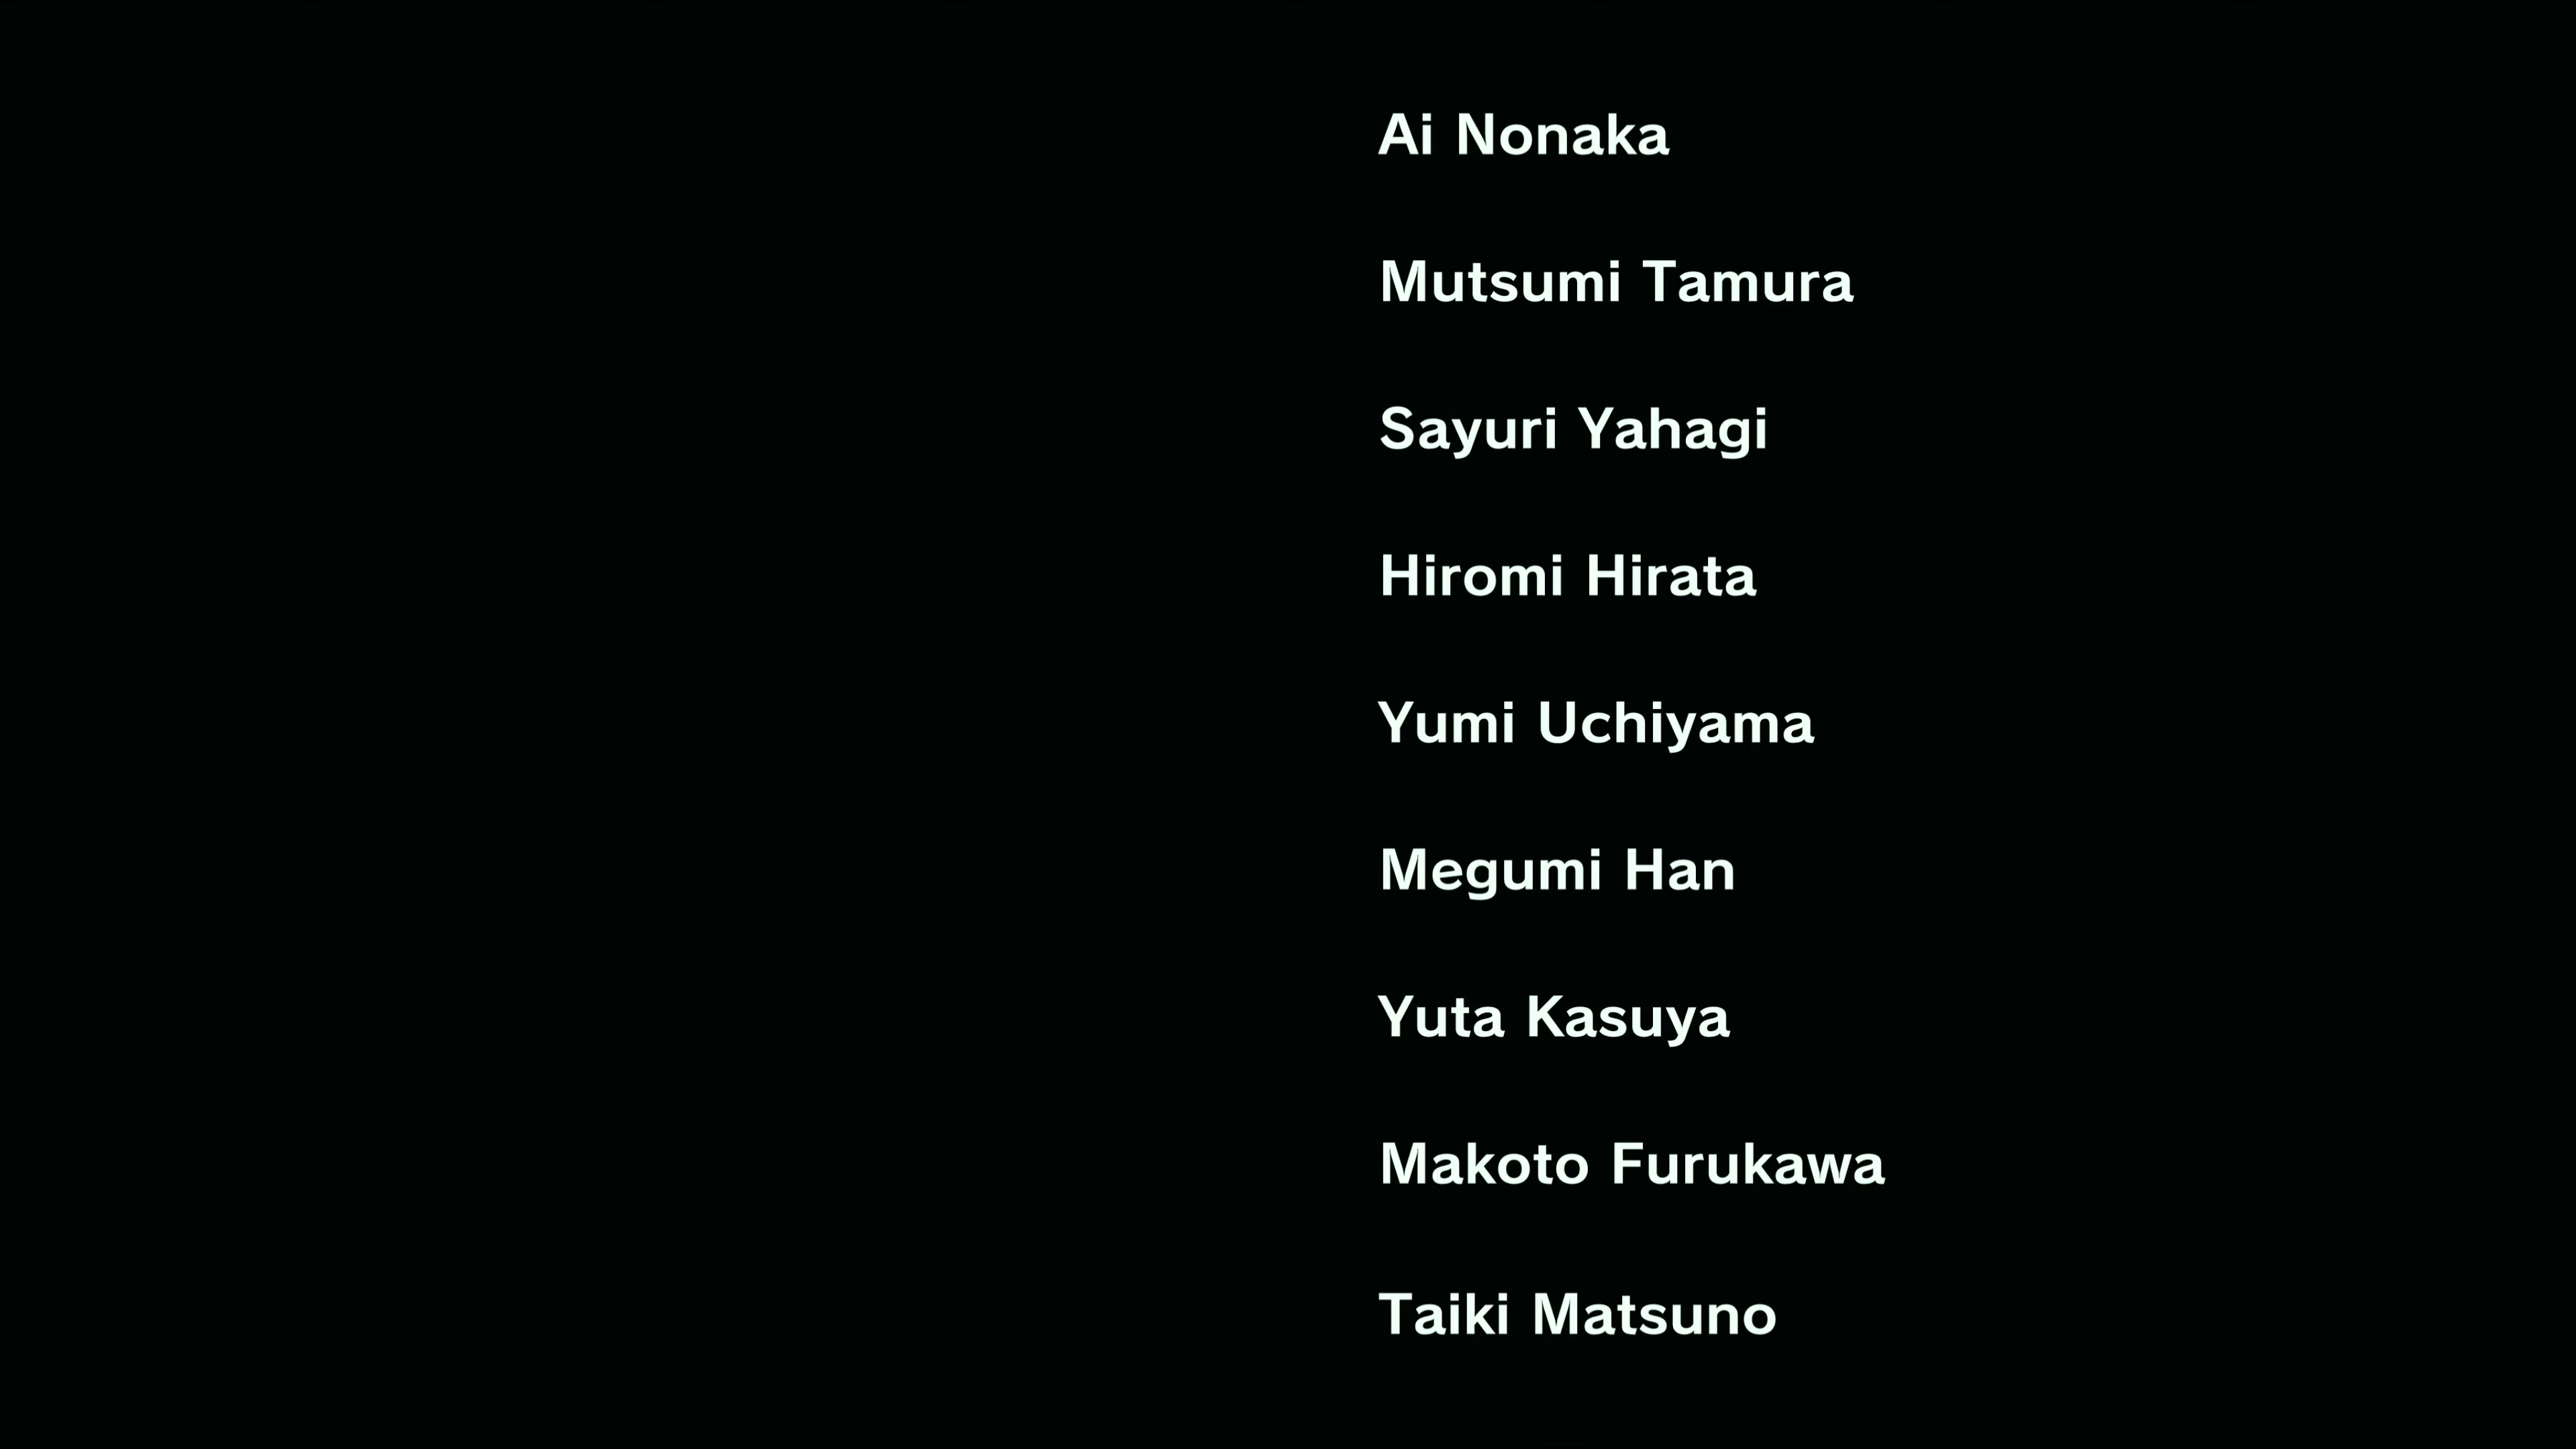 Ai Nonaka
Mutsumi Tamura
Sayuri Yahagi
Hiromi Hirata
Yumi Uchiyama
Megumi Han
Yuta Kasuya
Makoto Furukawa
Taiki Matsuno